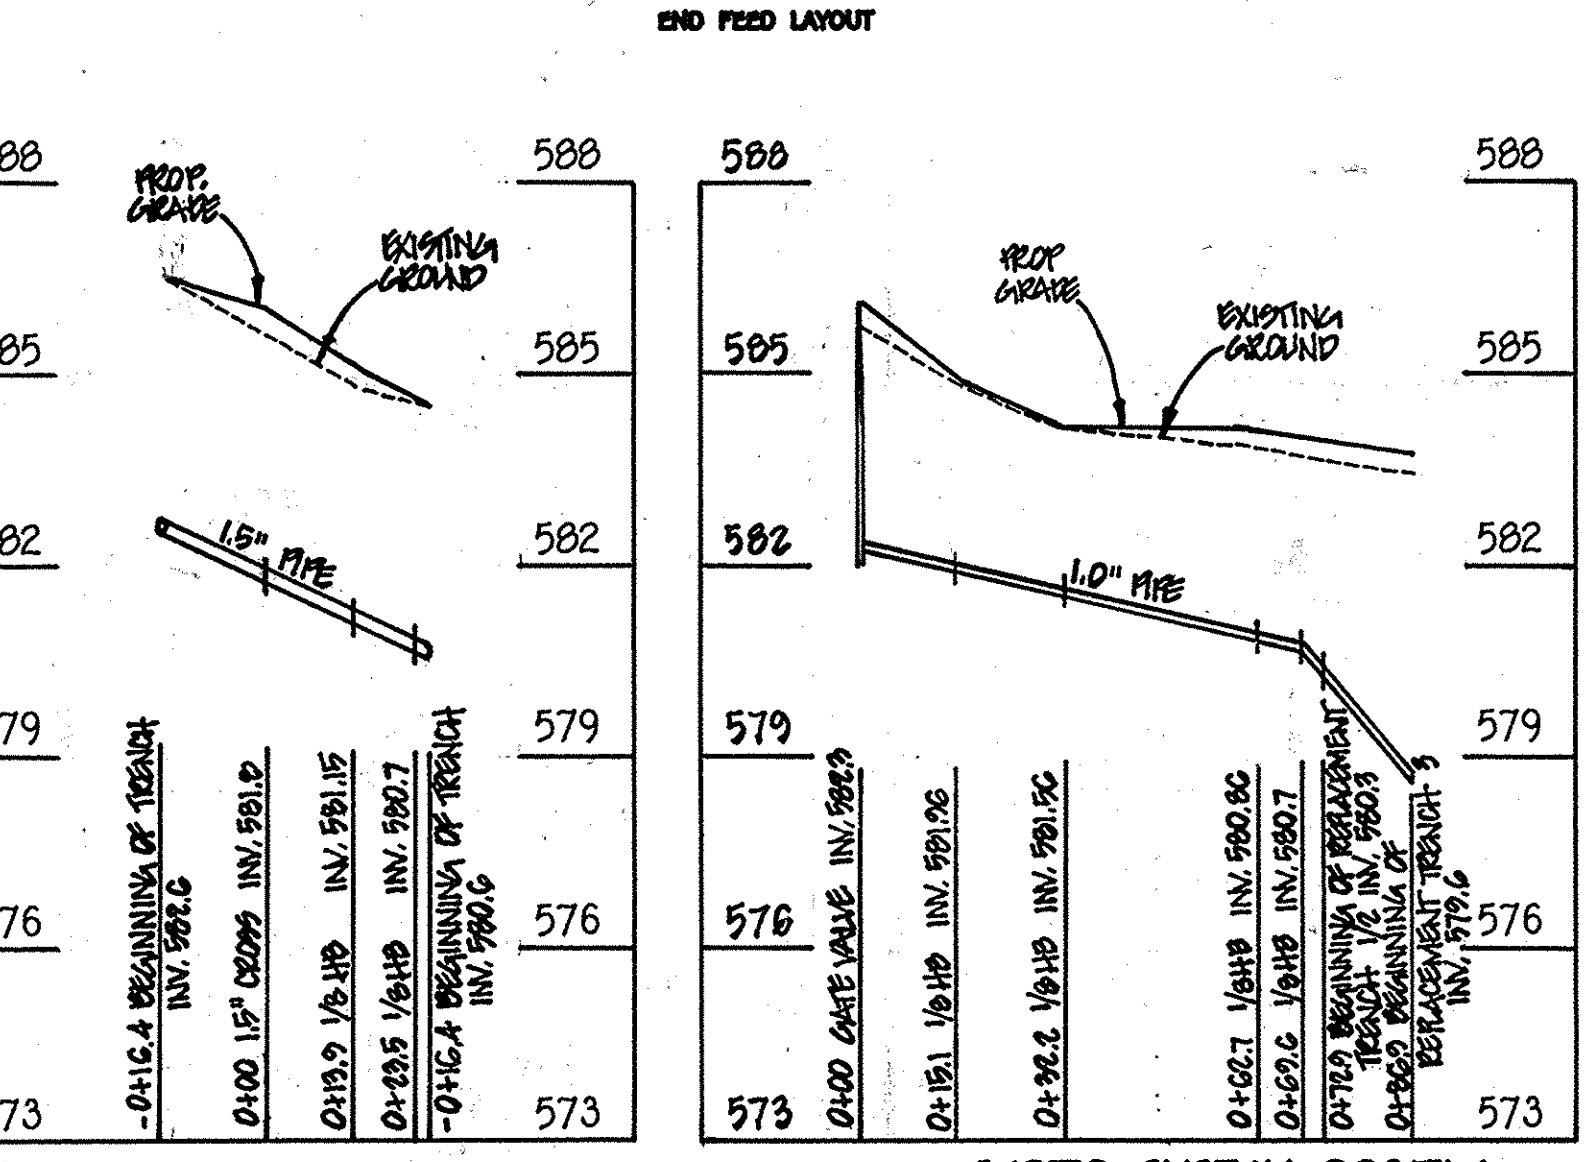 END FEED LAYOUT
88
85
82
79
76
73
PROP.
GRADE
EXISTING
GROUND
1.5" PIPE
-0+16.4 BEGINNING OF TRENCH
INV. 582.6
0+00 1.5" CROSS INV. 581.8
0+13.9 1/8 HB INV. 581.15
0+23.5 1/8 HB INV. 580.7
-0+16.4 BEGINNING OF TRENCH
INV. 580.6
588
585
582
579
576
573
588
585
582
579
576
573
PROP
GRADE
EXISTING
GROUND
1.0" PIPE
0+00 GATE VALVE INV. 582.3
0+15.1 1/8 HB INV. 581.96
0+32.2 1/8 HB INV. 581.56
0+62.7 1/8 HB INV. 580.86
0+69.6 1/8 HB INV. 580.7
0+72.9 BEGINNING OF REPLACEMENT
TRENCH 1/2 INV. 580.3
0+86.9 BEGINNING OF
REPLACEMENT TRENCH 3
INV. 579.6
588
585
582
579
576
573